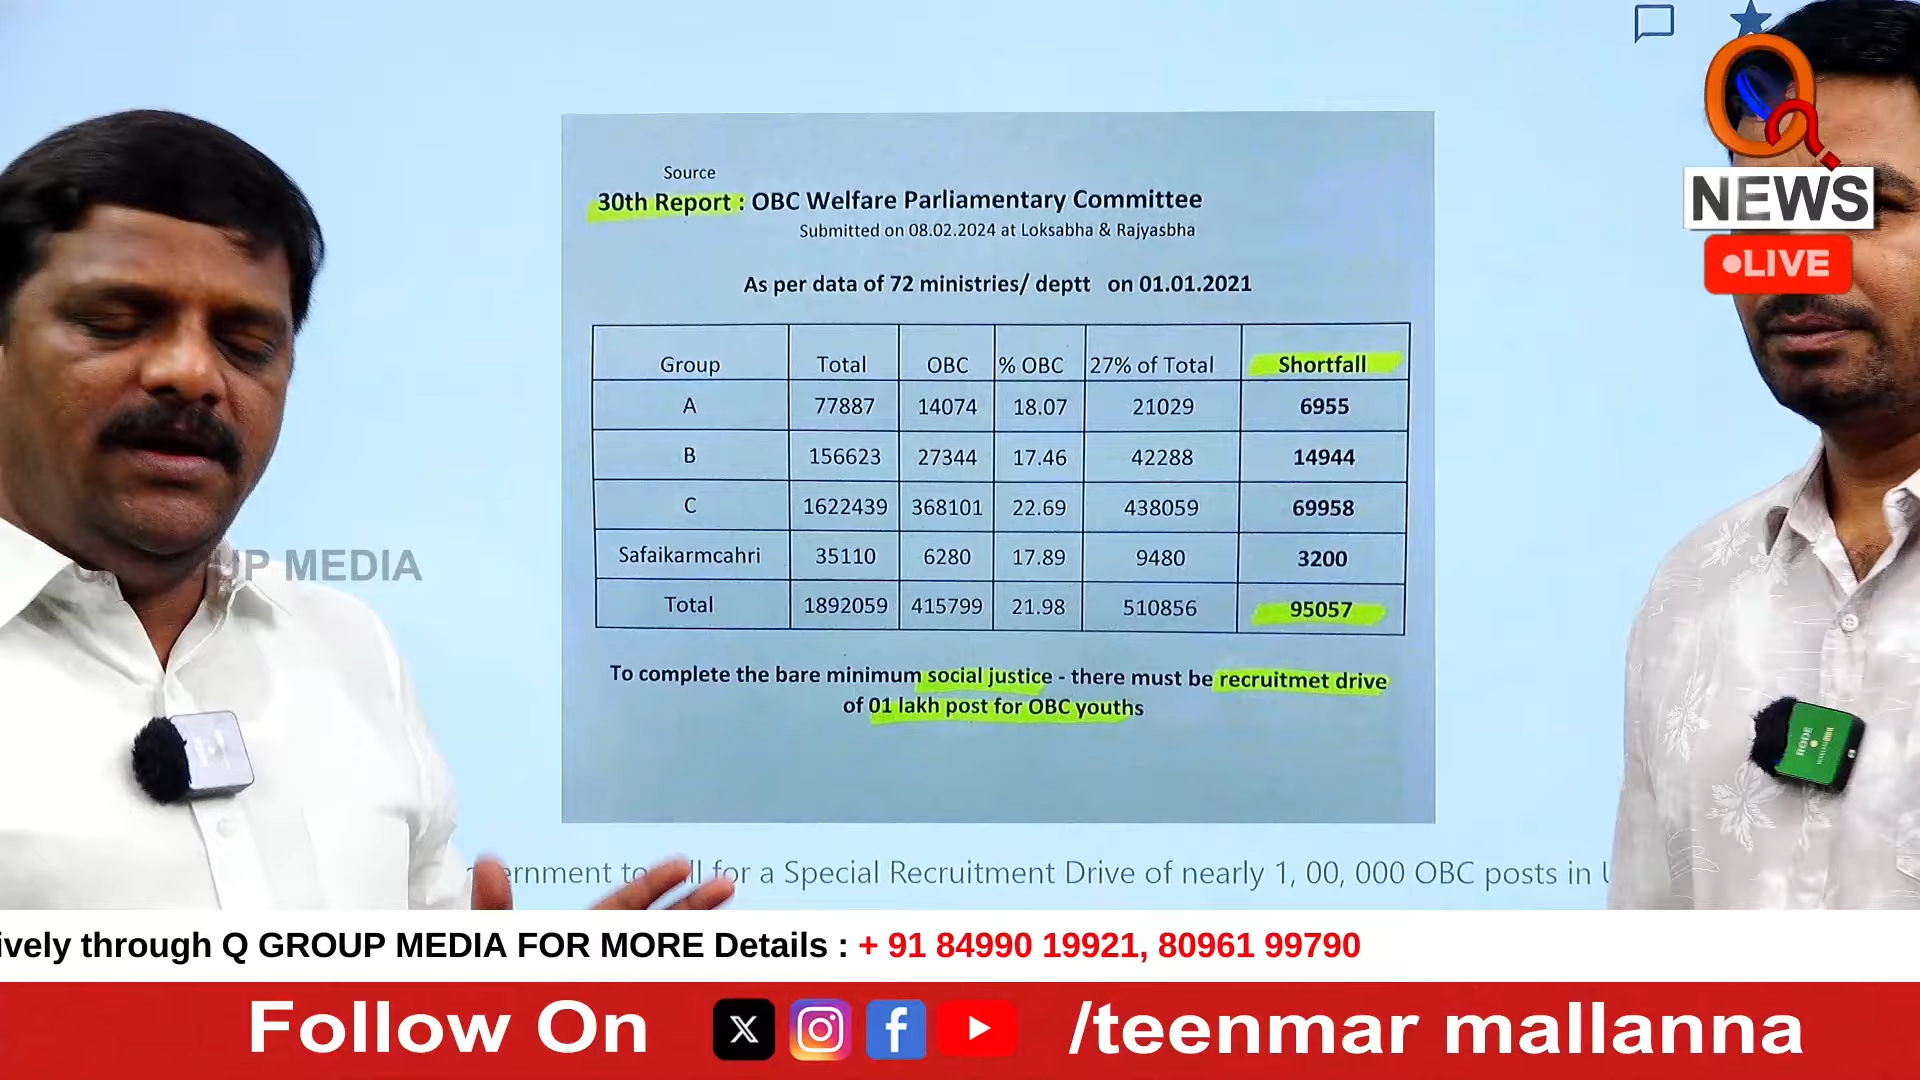 Q
NEWS
LIVE
Source
30th Report : OBC Welfare Parliamentary Committee
Submitted on 08.02.2024 at Loksabha & Rajyasbha
As per data of 72 ministries/ deptt on 01.01.2021
Group Total OBC % OBC 27% of Total Shortfall
A 77887 14074 18.07 21029 6955
B 156623 27344 17.46 42288 14944
C 1622439 368101 22.69 438059 69958
Safaikarmcahri 35110 6280 17.89 9480 3200
Total 1892059 415799 21.98 510856 95057
To complete the bare minimum social justice - there must be recruitmet drive
of 01 lakh post for OBC youths
UP MEDIA
for a Special Recruitment Drive of nearly 1, 00, 000 OBC posts in
ively through Q GROUP MEDIA FOR MORE Details : + 91 84990 19921, 80961 99790
Follow On /teenmar mallanna
RODE